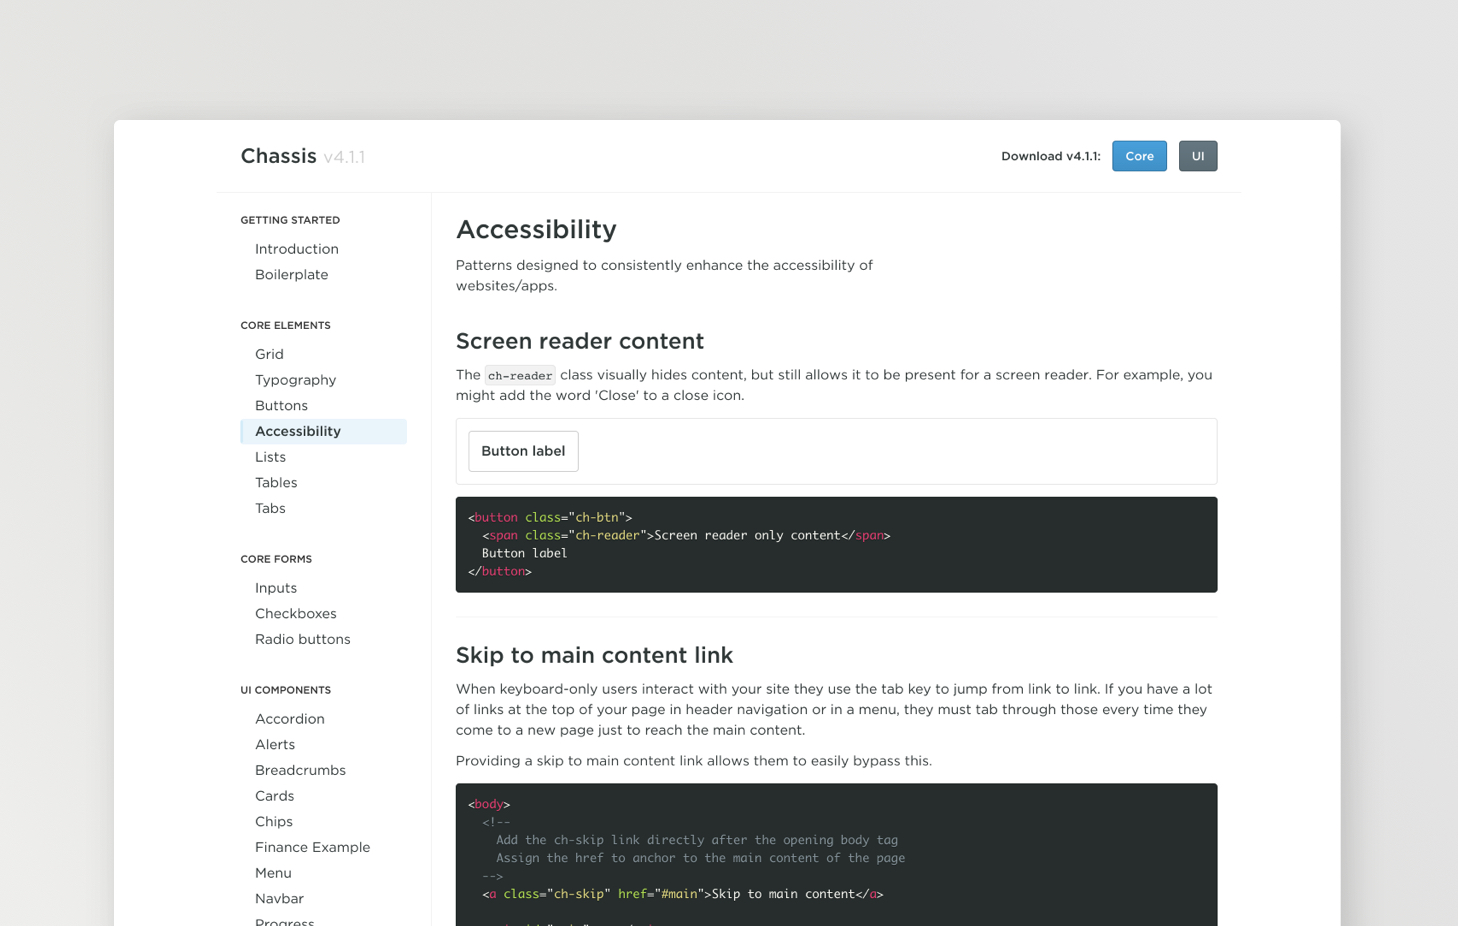 Chassis v4.1.1
Download v4.1.1:
Core
UI
GETTING STARTED
Introduction
Boilerplate
CORE ELEMENTS
Grid
Typography
Buttons
Accessibility
Lists
Tables
Tabs
CORE FORMS
Inputs
Checkboxes
Radio buttons
UI COMPONENTS
Accordion
Alerts
Breadcrumbs
Cards
Chips
Finance Example
Menu
Navbar
Progress
Accessibility
Patterns designed to consistently enhance the accessibility of
websites/apps.
Screen reader content
The ch-reader class visually hides content, but still allows it to be present for a screen reader. For example, you
might add the word 'Close' to a close icon.
Button label
<button class="ch-btn">
  <span class="ch-reader">Screen reader only content</span>
  Button label
</button>
Skip to main content link
When keyboard-only users interact with your site they use the tab key to jump from link to link. If you have a lot
of links at the top of your page in header navigation or in a menu, they must tab through those every time they
come to a new page just to reach the main content.
Providing a skip to main content link allows them to easily bypass this.
<body>
  <!--
    Add the ch-skip link directly after the opening body tag
    Assign the href to anchor to the main content of the page
  -->
  <a class="ch-skip" href="#main">Skip to main content</a>